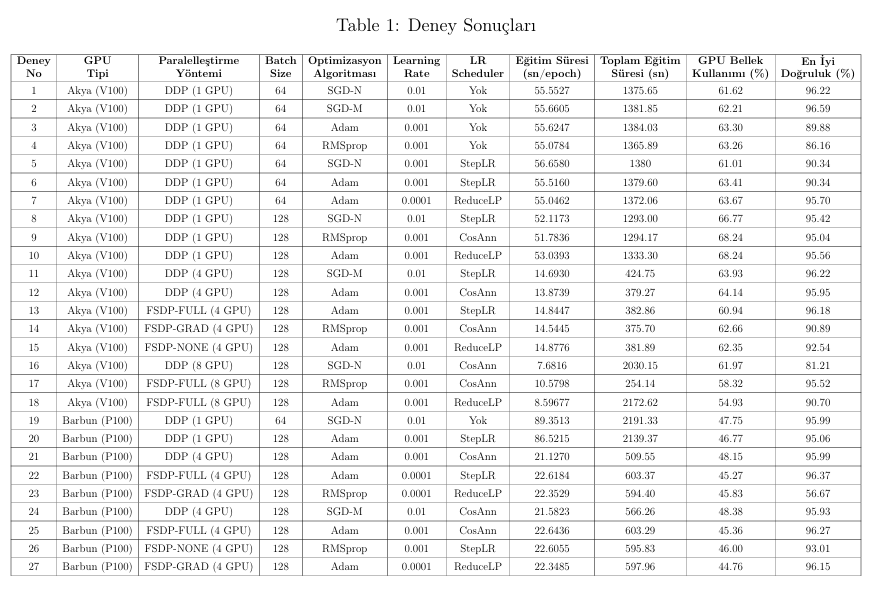 Table 1: Deney Sonuçları
Deney No | GPU Tipi | Paralelleştirme Yöntemi | Batch Size | Optimizasyon Algoritması | Learning Rate | LR Scheduler | Eğitim Süresi (sn/epoch) | Toplam Eğitim Süresi (sn) | GPU Bellek Kullanımı (%) | En İyi Doğruluk (%)
1 | Akya (V100) | DDP (1 GPU) | 64 | SGD-N | 0.01 | Yok | 55.5527 | 1375.65 | 61.62 | 96.22
2 | Akya (V100) | DDP (1 GPU) | 64 | SGD-M | 0.01 | Yok | 55.6605 | 1381.85 | 62.21 | 96.59
3 | Akya (V100) | DDP (1 GPU) | 64 | Adam | 0.001 | Yok | 55.6247 | 1384.03 | 63.30 | 89.88
4 | Akya (V100) | DDP (1 GPU) | 64 | RMSprop | 0.001 | Yok | 55.0784 | 1365.89 | 63.26 | 86.16
5 | Akya (V100) | DDP (1 GPU) | 64 | SGD-N | 0.001 | StepLR | 56.6580 | 1380 | 61.01 | 90.34
6 | Akya (V100) | DDP (1 GPU) | 64 | Adam | 0.001 | StepLR | 55.5160 | 1379.60 | 63.41 | 90.34
7 | Akya (V100) | DDP (1 GPU) | 64 | Adam | 0.0001 | ReduceLP | 55.0462 | 1372.06 | 63.67 | 95.70
8 | Akya (V100) | DDP (1 GPU) | 128 | SGD-N | 0.01 | StepLR | 52.1173 | 1293.00 | 66.77 | 95.42
9 | Akya (V100) | DDP (1 GPU) | 128 | RMSprop | 0.001 | CosAnn | 51.7836 | 1294.17 | 68.24 | 95.04
10 | Akya (V100) | DDP (1 GPU) | 128 | Adam | 0.001 | ReduceLP | 53.0393 | 1333.30 | 68.24 | 95.56
11 | Akya (V100) | DDP (4 GPU) | 128 | SGD-M | 0.01 | StepLR | 14.6930 | 424.75 | 63.93 | 96.22
12 | Akya (V100) | DDP (4 GPU) | 128 | Adam | 0.001 | CosAnn | 13.8739 | 379.27 | 64.14 | 95.95
13 | Akya (V100) | FSDP-FULL (4 GPU) | 128 | Adam | 0.001 | StepLR | 14.8447 | 382.86 | 60.94 | 96.18
14 | Akya (V100) | FSDP-GRAD (4 GPU) | 128 | RMSprop | 0.001 | CosAnn | 14.5445 | 375.70 | 62.66 | 90.89
15 | Akya (V100) | FSDP-NONE (4 GPU) | 128 | Adam | 0.001 | ReduceLP | 14.8776 | 381.89 | 62.35 | 92.54
16 | Akya (V100) | DDP (8 GPU) | 128 | SGD-N | 0.01 | CosAnn | 7.6816 | 2030.15 | 61.97 | 81.21
17 | Akya (V100) | FSDP-FULL (8 GPU) | 128 | RMSprop | 0.001 | CosAnn | 10.5798 | 254.14 | 58.32 | 95.52
18 | Akya (V100) | FSDP-FULL (8 GPU) | 128 | Adam | 0.001 | ReduceLP | 8.59677 | 2172.62 | 54.93 | 90.70
19 | Barbun (P100) | DDP (1 GPU) | 64 | SGD-N | 0.01 | Yok | 89.3513 | 2191.33 | 47.75 | 95.99
20 | Barbun (P100) | DDP (1 GPU) | 128 | Adam | 0.001 | StepLR | 86.5215 | 2139.37 | 46.77 | 95.06
21 | Barbun (P100) | DDP (4 GPU) | 128 | Adam | 0.001 | CosAnn | 21.1270 | 509.55 | 48.15 | 95.99
22 | Barbun (P100) | FSDP-FULL (4 GPU) | 128 | Adam | 0.0001 | StepLR | 22.6184 | 603.37 | 45.27 | 96.37
23 | Barbun (P100) | FSDP-GRAD (4 GPU) | 128 | RMSprop | 0.0001 | ReduceLP | 22.3529 | 594.40 | 45.83 | 56.67
24 | Barbun (P100) | DDP (4 GPU) | 128 | SGD-M | 0.01 | CosAnn | 21.5823 | 566.26 | 48.38 | 95.93
25 | Barbun (P100) | FSDP-FULL (4 GPU) | 128 | Adam | 0.001 | CosAnn | 22.6436 | 603.29 | 45.36 | 96.27
26 | Barbun (P100) | FSDP-NONE (4 GPU) | 128 | RMSprop | 0.001 | StepLR | 22.6055 | 595.83 | 46.00 | 93.01
27 | Barbun (P100) | FSDP-GRAD (4 GPU) | 128 | Adam | 0.0001 | ReduceLP | 22.3485 | 597.96 | 44.76 | 96.15